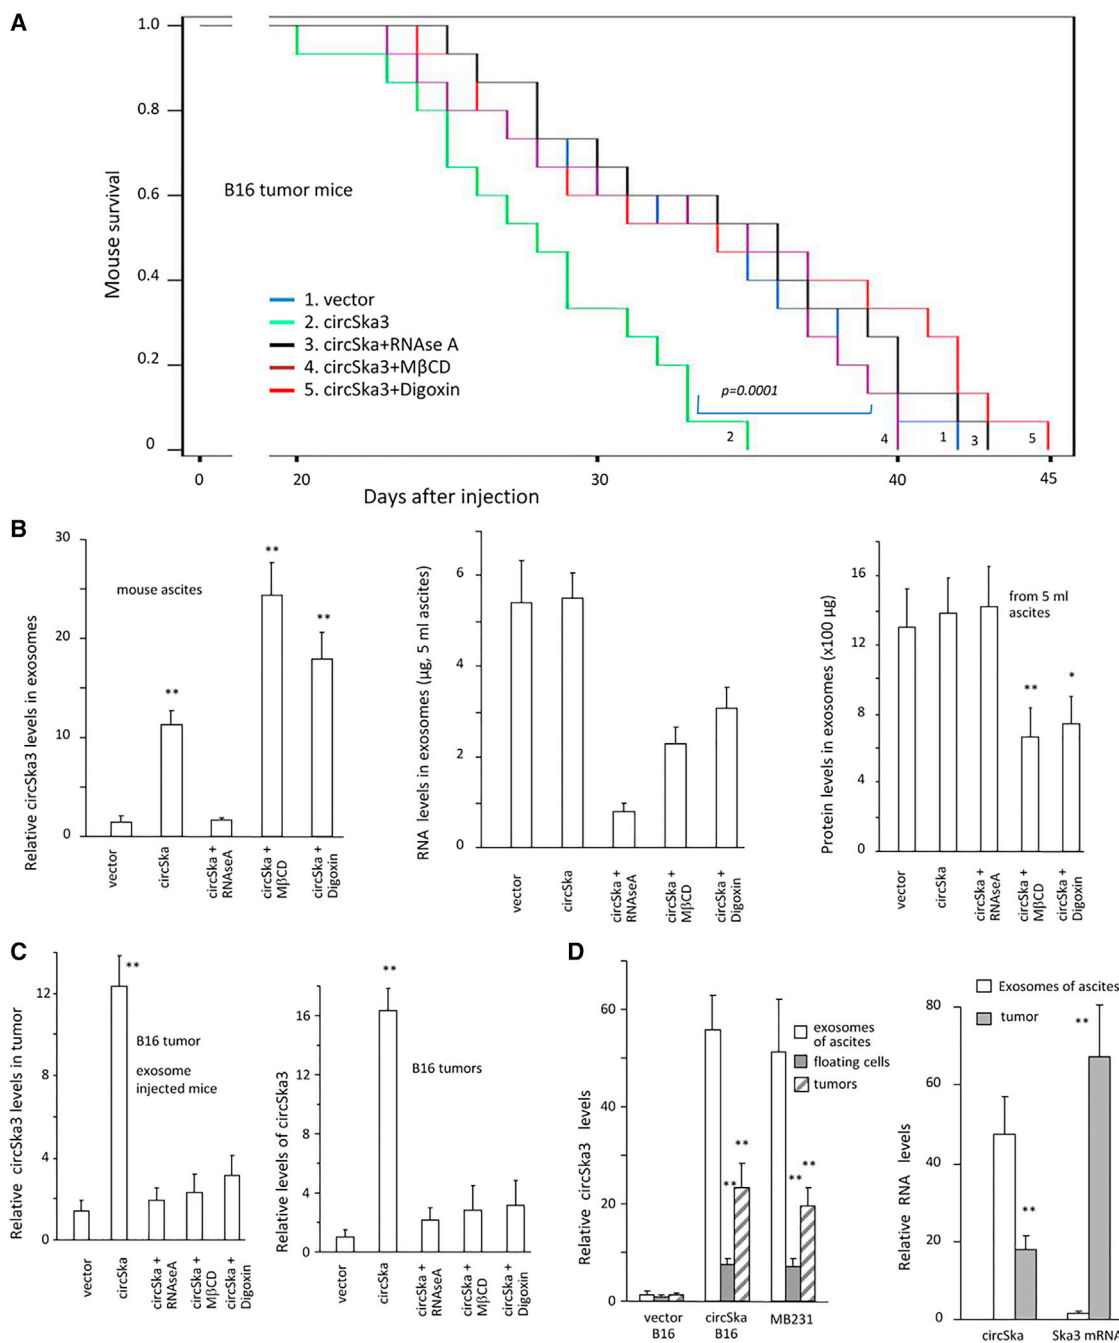 A
Mouse survival
1.0
0.8
0.6
0.4
0.2
0
B16 tumor mice
1. vector
2. circSka3
3. circSka+RNAse A
4. circSka3+MβCD
5. circSka3+Digoxin
p=0.0001
2
4
1
3
5
0
20
30
40
45
Days after injection
B
Relative circSka3 levels in exosomes
30
20
10
0
mouse ascites
**
**
**
vector
circSka
circSka +
RNAseA
circSka +
MβCD
circSka +
Digoxin
RNA levels in exosomes (µg, 5 ml ascites)
6
4
2
0
vector
circSka
circSka +
RNAseA
circSka +
MβCD
circSka +
Digoxin
Protein levels in exosomes (x100 µg)
16
12
8
4
0
from 5 ml
ascites
**
*
vector
circSka
circSka +
RNAseA
circSka +
MβCD
circSka +
Digoxin
C
Relative circSka3 levels in tumor
12
8
4
2
0
**
B16 tumor
exosome
injected mice
vector
circSka
circSka +
RNAseA
circSka +
MβCD
circSka +
Digoxin
Relative levels of circSka3
16
12
8
4
0
**
B16 tumors
vector
circSka
circSka +
RNAseA
circSka +
MβCD
circSka +
Digoxin
D
Relative circSka3 levels
60
40
20
0
exosomes
of ascites
floating cells
tumors
**
**
**
**
vector
B16
circSka
B16
MB231
Relative RNA levels
80
60
40
20
0
Exosomes of ascites
tumor
**
**
circSka
Ska3 mRNA